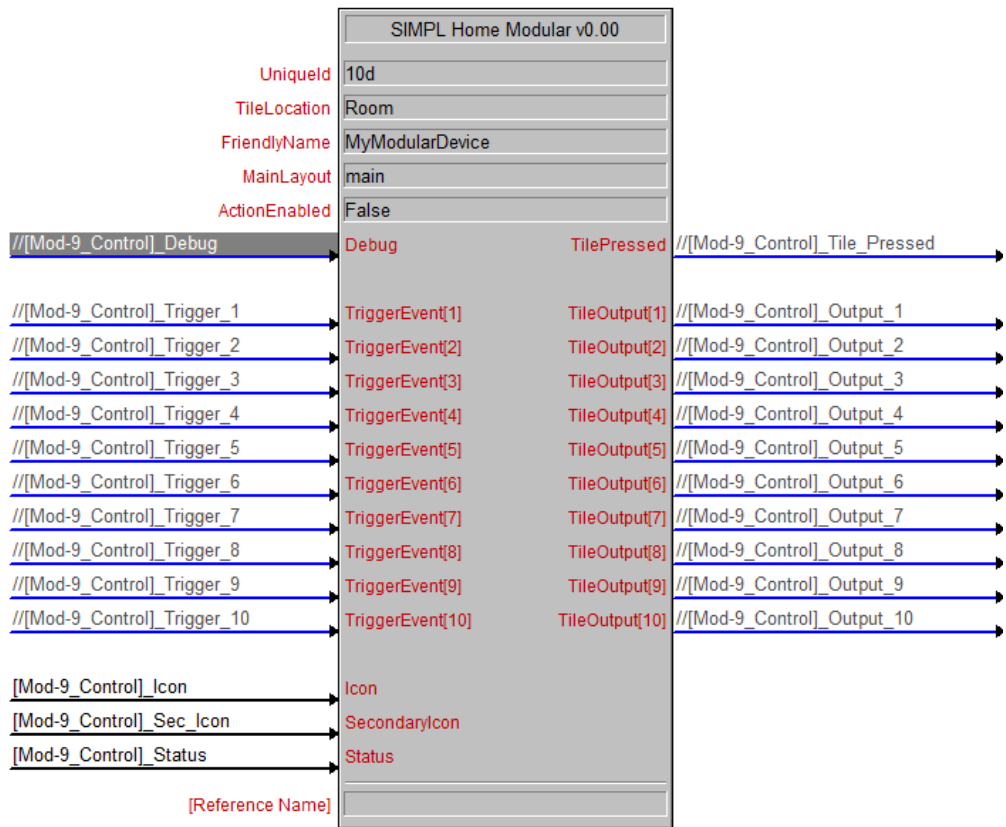 SIMPL Home Modular v0.00
UniqueId 10d
TileLocation Room
FriendlyName MyModularDevice
MainLayout main
ActionEnabled False
//[Mod-9_Control]_Debug Debug TilePressed //[Mod-9_Control]_Tile_Pressed
//[Mod-9_Control]_Trigger_1 TriggerEvent[1] TileOutput[1] //[Mod-9_Control]_Output_1
//[Mod-9_Control]_Trigger_2 TriggerEvent[2] TileOutput[2] //[Mod-9_Control]_Output_2
//[Mod-9_Control]_Trigger_3 TriggerEvent[3] TileOutput[3] //[Mod-9_Control]_Output_3
//[Mod-9_Control]_Trigger_4 TriggerEvent[4] TileOutput[4] //[Mod-9_Control]_Output_4
//[Mod-9_Control]_Trigger_5 TriggerEvent[5] TileOutput[5] //[Mod-9_Control]_Output_5
//[Mod-9_Control]_Trigger_6 TriggerEvent[6] TileOutput[6] //[Mod-9_Control]_Output_6
//[Mod-9_Control]_Trigger_7 TriggerEvent[7] TileOutput[7] //[Mod-9_Control]_Output_7
//[Mod-9_Control]_Trigger_8 TriggerEvent[8] TileOutput[8] //[Mod-9_Control]_Output_8
//[Mod-9_Control]_Trigger_9 TriggerEvent[9] TileOutput[9] //[Mod-9_Control]_Output_9
//[Mod-9_Control]_Trigger_10 TriggerEvent[10] TileOutput[10] //[Mod-9_Control]_Output_10
[Mod-9_Control]_Icon Icon
[Mod-9_Control]_Sec_Icon SecondaryIcon
[Mod-9_Control]_Status Status
[Reference Name]